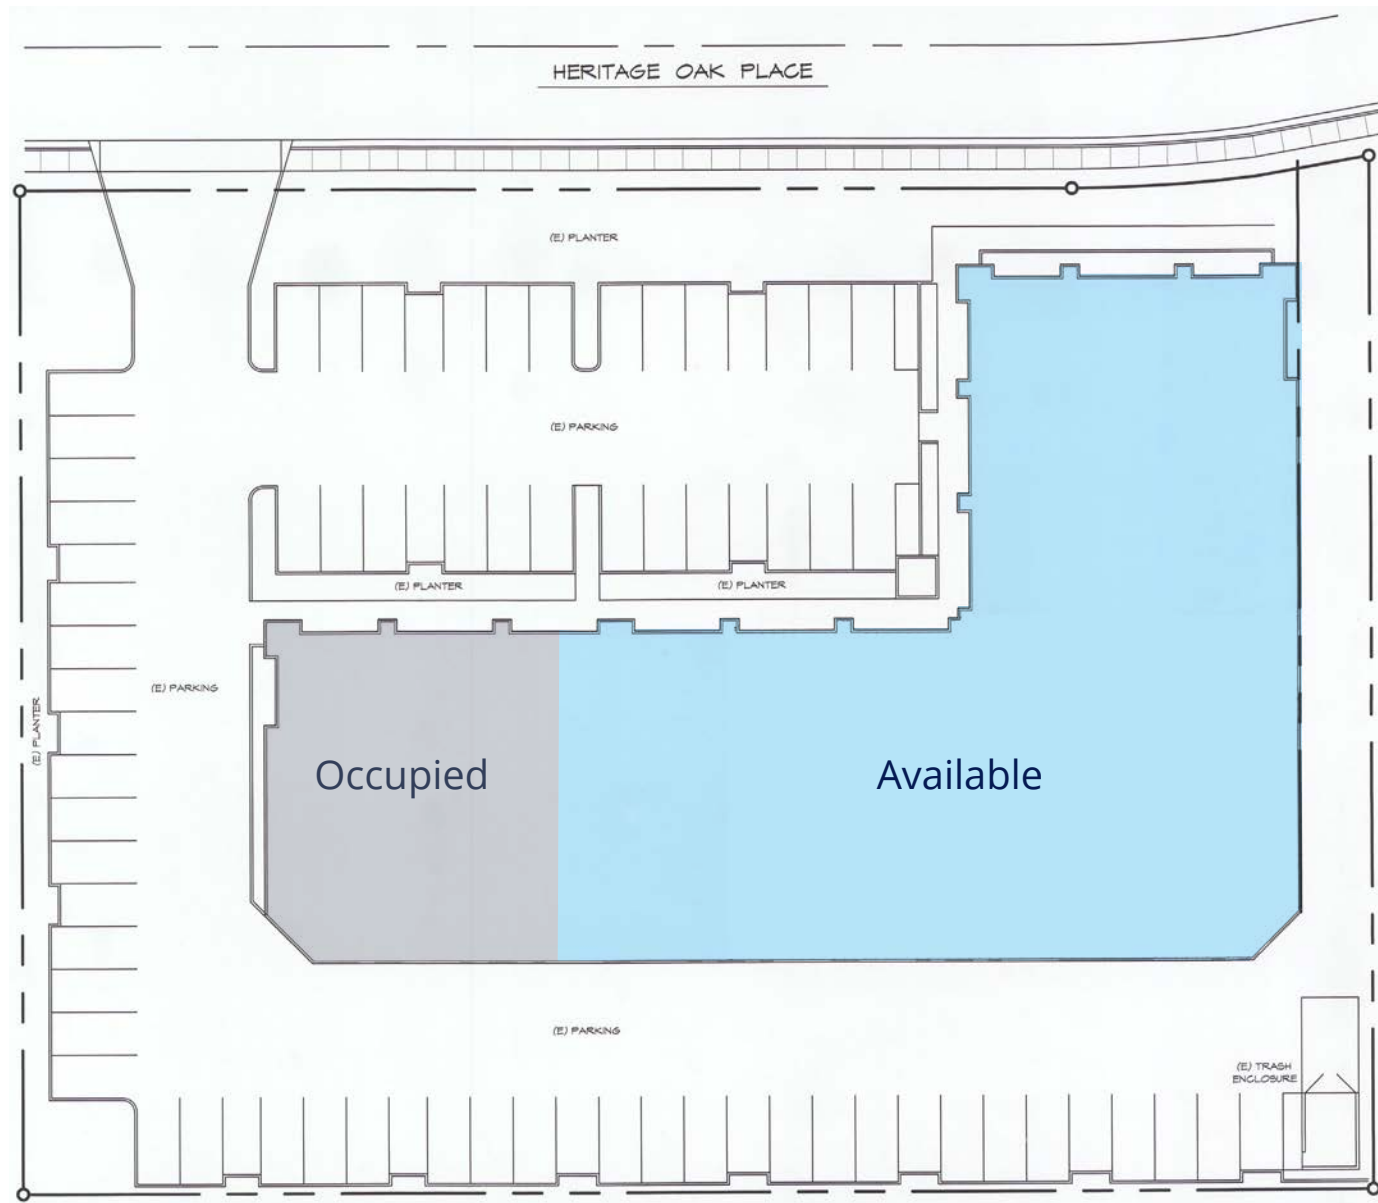 HERITAGE OAK PLACE
(E) PLANTER
(E) PARKING
(E) PLANTER
(E) PLANTER
(E) PARKING
(E) PLANTER
Occupied
Available
(E) PARKING
(E) TRASH
ENCLOSURE